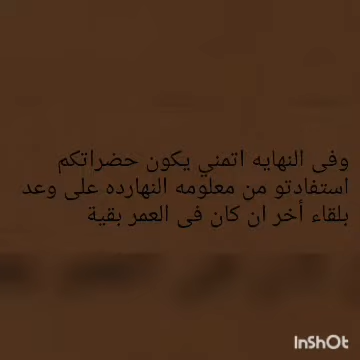 وفى النهايه اتمني يكون حضراتكم
استفادتو من معلومه النهارده على وعد
بلقاء أخر ان كان فى العمر بقية
InShOt